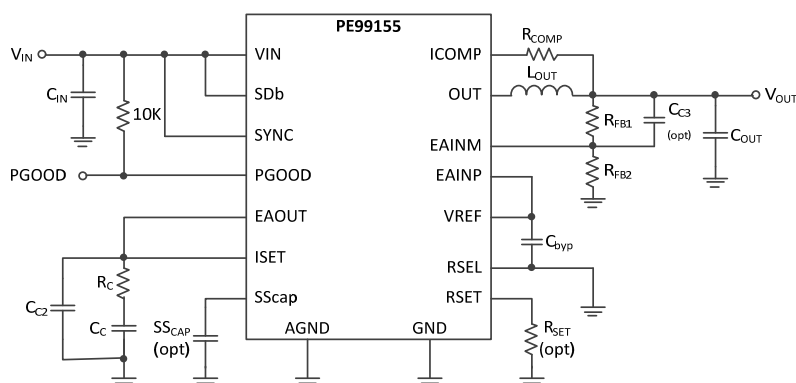 PE99155
VIN
CIN
10K
PGOOD
VIN
SDb
SYNC
PGOOD
EAOUT
ISET
SScap
AGND
GND
ICOMP
OUT
EAINM
EAINP
VREF
RSEL
RSET
RCOMP
LOUT
VOUT
RFB1
CC3
(opt)
COUT
RFB2
Cbyp
RSET
(opt)
RC
CC2
CC
SSCAP
(opt)